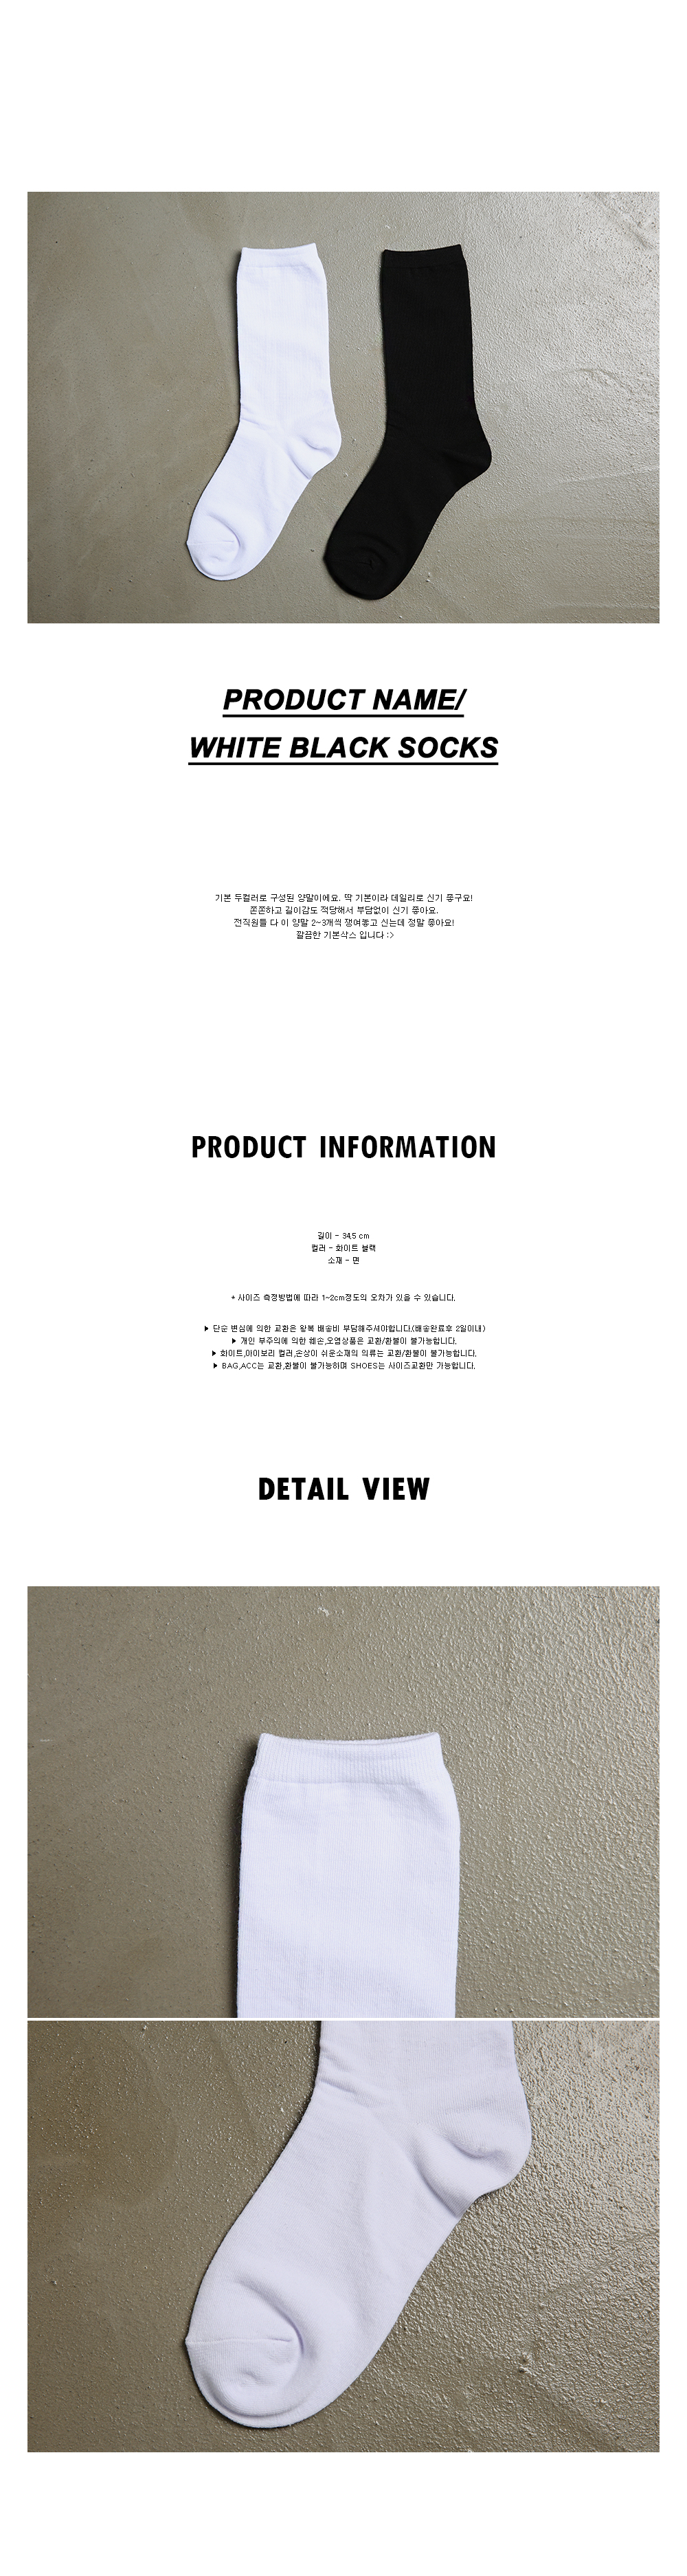 PRODUCT NAME/
WHITE BLACK SOCKS
기본 두컬러로 구성된 양말이에요. 딱 기본이라 데일리로 신기 좋구요!
쫀쫀하고 길이감도 적당해서 부담없이 신기 좋아요.
전직원들 다 이 양말 2~3개씩 쟁여놓고 신는데 정말 좋아요!
깔끔한 기본삭스 입니다 :>
PRODUCT INFORMATION
길이 - 34.5 cm
컬러 - 화이트 블랙
소재 - 면
* 사이즈 측정방법에 따라 1~2cm정도의 오차가 있을 수 있습니다.
▶ 단순 변심에 의한 교환은 왕복 배송비 부담해주셔야합니다.(배송완료후 2일이내)
▶ 개인 부주의에 의한 훼손,오염상품은 교환/환불이 불가능합니다.
▶ 화이트,아이보리 컬러,손상이 쉬운소재의 의류는 교환/환불이 불가능합니다.
▶ BAG,ACC는 교환,환불이 불가능하며 SHOES는 사이즈교환만 가능합니다.
DETAIL VIEW